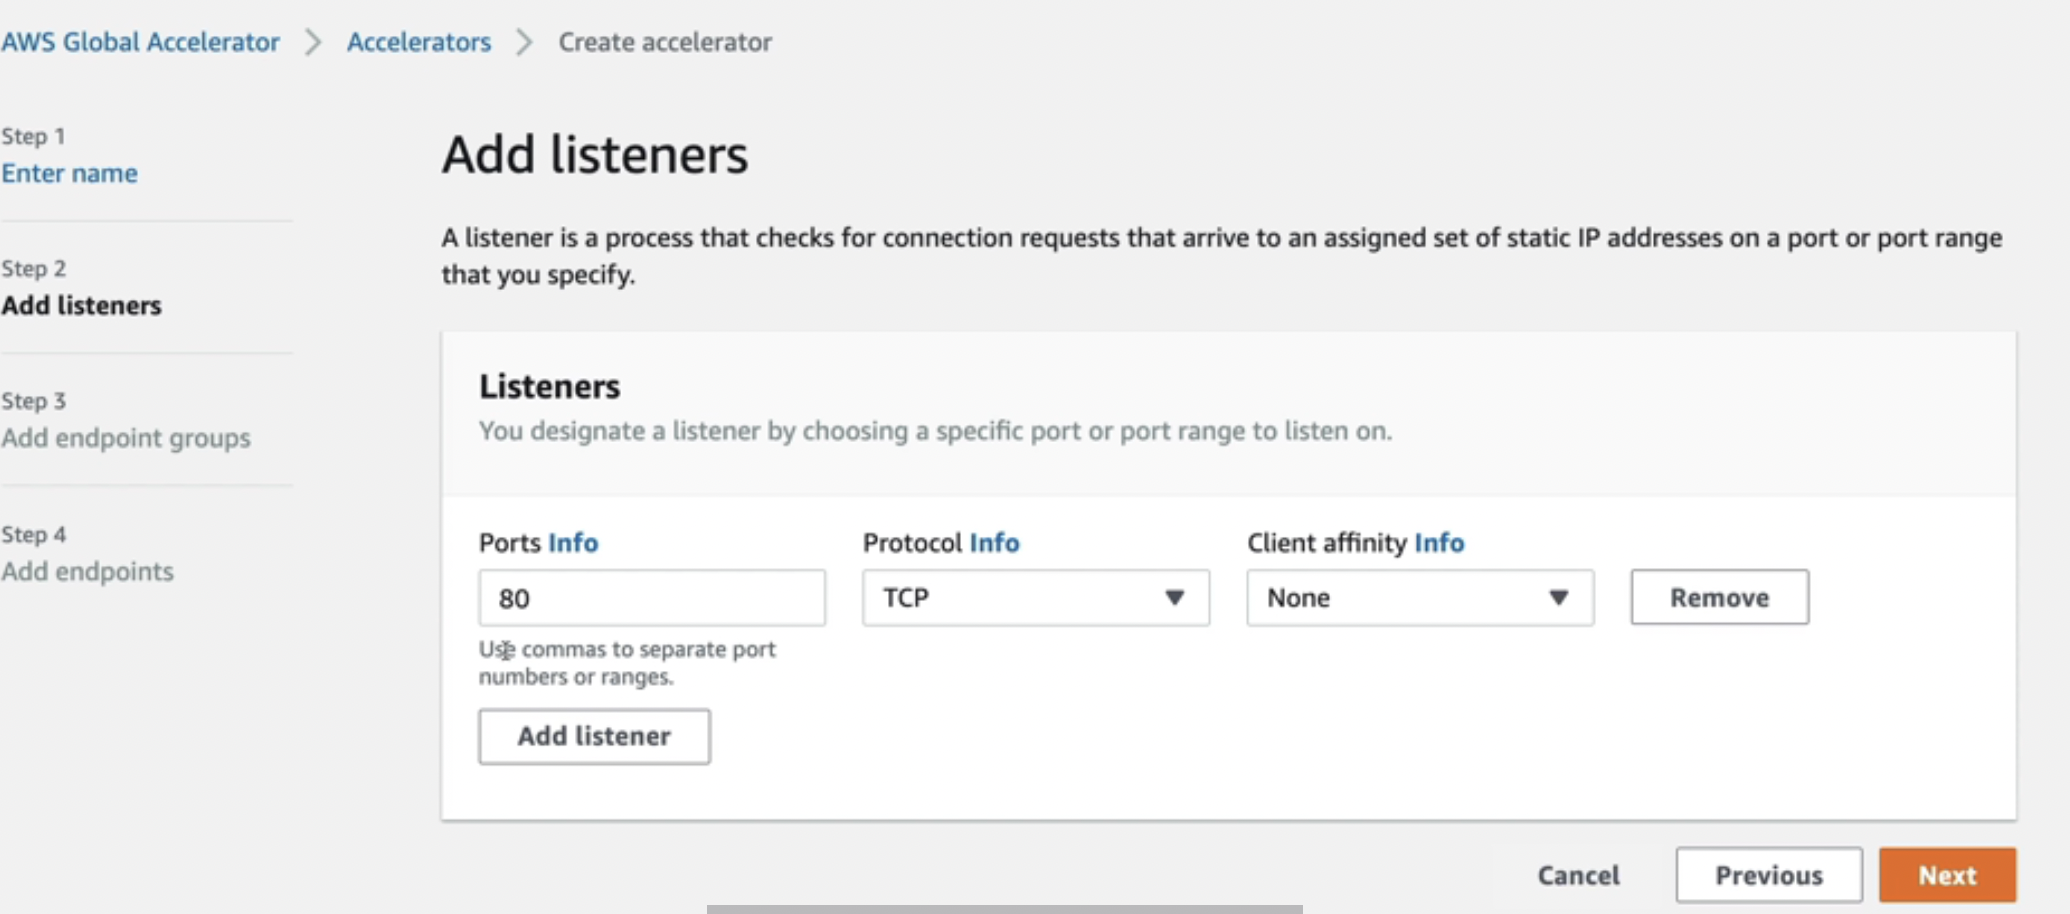 AWS Global Accelerator > Accelerators > Create accelerator
Step 1
Enter name
Step 2
Add listeners
Step 3
Add endpoint groups
Step 4
Add endpoints
Add listeners
A listener is a process that checks for connection requests that arrive to an assigned set of static IP addresses on a port or port range
that you specify.
Listeners
You designate a listener by choosing a specific port or port range to listen on.
Ports Info
80
Use commas to separate port
numbers or ranges.
Protocol Info
TCP
Client affinity Info
None
Remove
Add listener
Cancel
Previous
Next